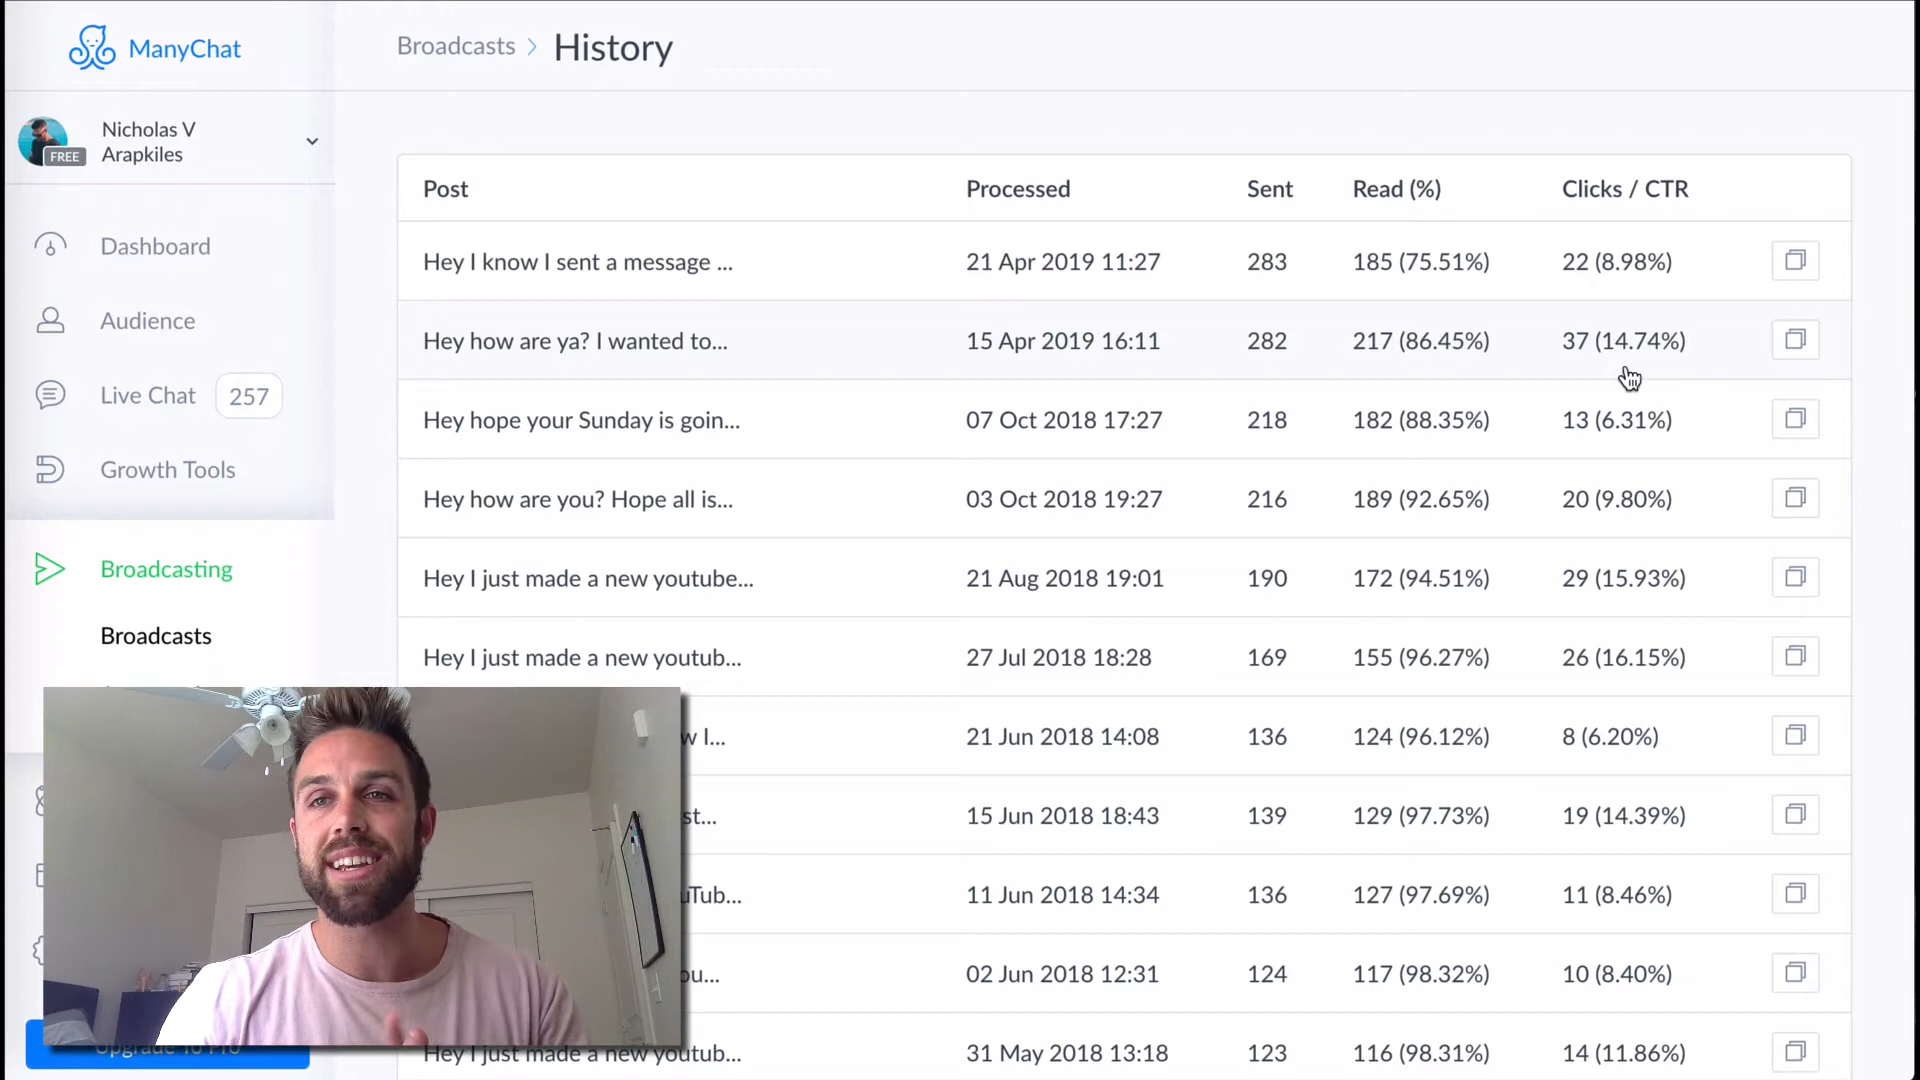 ManyChat
Broadcasts > History
Nicholas V
Arapkiles
FREE
Dashboard
Audience
Live Chat 257
Growth Tools
Broadcasting
Broadcasts
Upgrade To Pro
Post Processed Sent Read (%) Clicks / CTR
Hey I know I sent a message ... 21 Apr 2019 11:27 283 185 (75.51%) 22 (8.98%)
Hey how are ya? I wanted to... 15 Apr 2019 16:11 282 217 (86.45%) 37 (14.74%)
Hey hope your Sunday is goin... 07 Oct 2018 17:27 218 182 (88.35%) 13 (6.31%)
Hey how are you? Hope all is... 03 Oct 2018 19:27 216 189 (92.65%) 20 (9.80%)
Hey I just made a new youtube... 21 Aug 2018 19:01 190 172 (94.51%) 29 (15.93%)
Hey I just made a new youtub... 27 Jul 2018 18:28 169 155 (96.27%) 26 (16.15%)
w I... 21 Jun 2018 14:08 136 124 (96.12%) 8 (6.20%)
st... 15 Jun 2018 18:43 139 129 (97.73%) 19 (14.39%)
uTub... 11 Jun 2018 14:34 136 127 (97.69%) 11 (8.46%)
ou... 02 Jun 2018 12:31 124 117 (98.32%) 10 (8.40%)
Hey I just made a new youtub... 31 May 2018 13:18 123 116 (98.31%) 14 (11.86%)